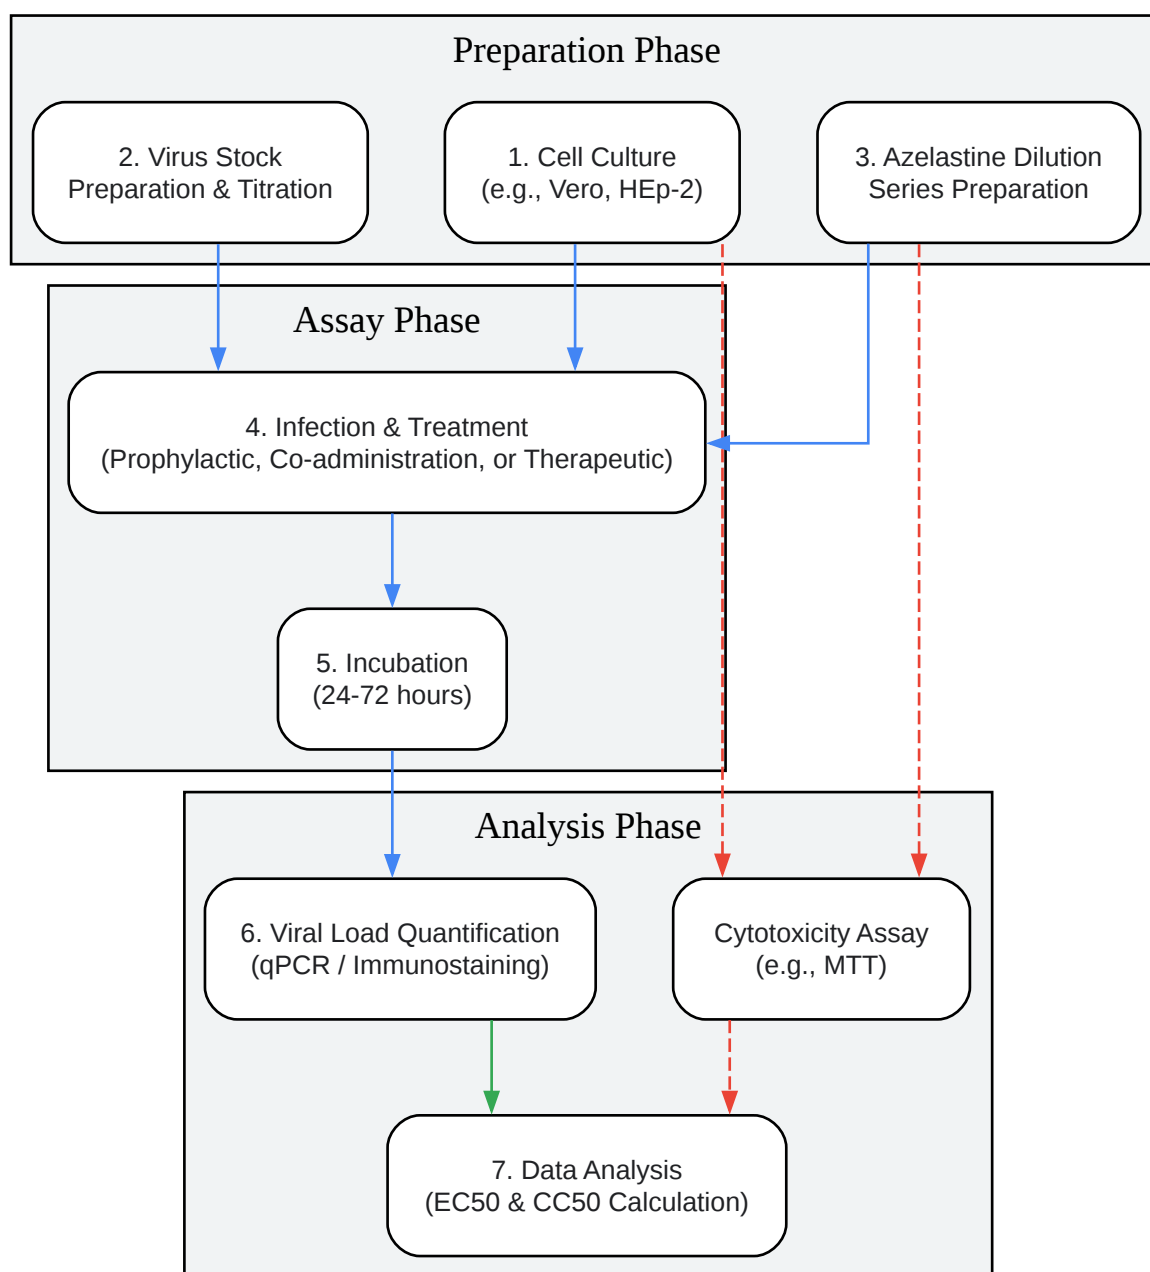 Preparation Phase
2. Virus Stock
Preparation & Titration
1. Cell Culture
(e.g., Vero, HEp-2)
3. Azelastine Dilution
Series Preparation
Assay Phase
4. Infection & Treatment
(Prophylactic, Co-administration, or Therapeutic)
5. Incubation
(24-72 hours)
Analysis Phase
6. Viral Load Quantification
(qPCR / Immunostaining)
Cytotoxicity Assay
(e.g., MTT)
7. Data Analysis
(EC50 & CC50 Calculation)